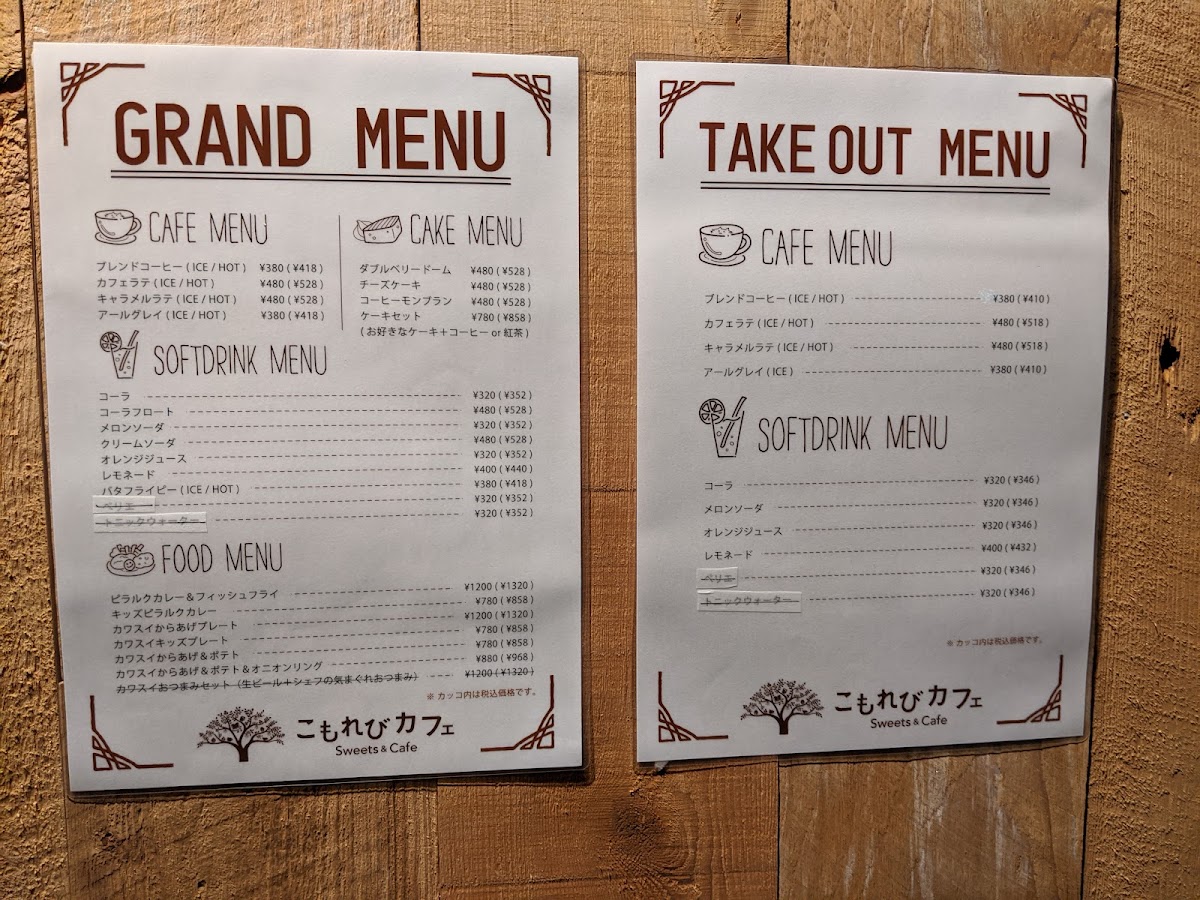 GRAND MENU
CAFE MENU
ブレンドコーヒー ( ICE / HOT ) ¥380 ( ¥418 )
カフェラテ ( ICE / HOT ) ¥480 ( ¥528 )
キャラメルラテ ( ICE / HOT ) ¥480 ( ¥528 )
アールグレイ ( ICE / HOT ) ¥380 ( ¥418 )
CAKE MENU
ダブルベリードーム ¥480 ( ¥528 )
チーズケーキ ¥480 ( ¥528 )
コーヒーモンブラン ¥480 ( ¥528 )
ケーキセット ¥780 ( ¥858 )
( お好きなケーキ＋コーヒー or 紅茶 )
SOFTDRINK MENU
コーラ ¥320 ( ¥352 )
コーラフロート ¥480 ( ¥528 )
メロンソーダ ¥320 ( ¥352 )
クリームソーダ ¥480 ( ¥528 )
オレンジジュース ¥320 ( ¥352 )
レモネード ¥400 ( ¥440 )
バタフライピー ( ICE / HOT ) ¥380 ( ¥418 )
ペリエ ¥320 ( ¥352 )
トニックウォーター ¥320 ( ¥352 )
FOOD MENU
ピラルクカレー＆フィッシュフライ ¥1200 ( ¥1320 )
キッズピラルクカレー ¥780 ( ¥858 )
カワスイからあげプレート ¥1200 ( ¥1320 )
カワスイキッズプレート ¥780 ( ¥858 )
カワスイからあげ＆ポテト ¥780 ( ¥858 )
カワスイからあげ＆ポテト＆オニオンリング ¥880 ( ¥968 )
カワスイおつまみセット（生ビール＋シェフの気まぐれおつまみ） ¥1200 ( ¥1320 )
※ カッコ内は税込価格です。
こもれびカフェ
Sweets & Cafe
TAKE OUT MENU
CAFE MENU
ブレンドコーヒー ( ICE / HOT ) ¥380 ( ¥410 )
カフェラテ ( ICE / HOT ) ¥480 ( ¥518 )
キャラメルラテ ( ICE / HOT ) ¥480 ( ¥518 )
アールグレイ ( ICE ) ¥380 ( ¥410 )
SOFTDRINK MENU
コーラ ¥320 ( ¥346 )
メロンソーダ ¥320 ( ¥346 )
オレンジジュース ¥320 ( ¥346 )
レモネード ¥400 ( ¥432 )
ペリエ ¥320 ( ¥346 )
トニックウォーター ¥320 ( ¥346 )
※ カッコ内は税込価格です。
こもれびカフェ
Sweets & Cafe